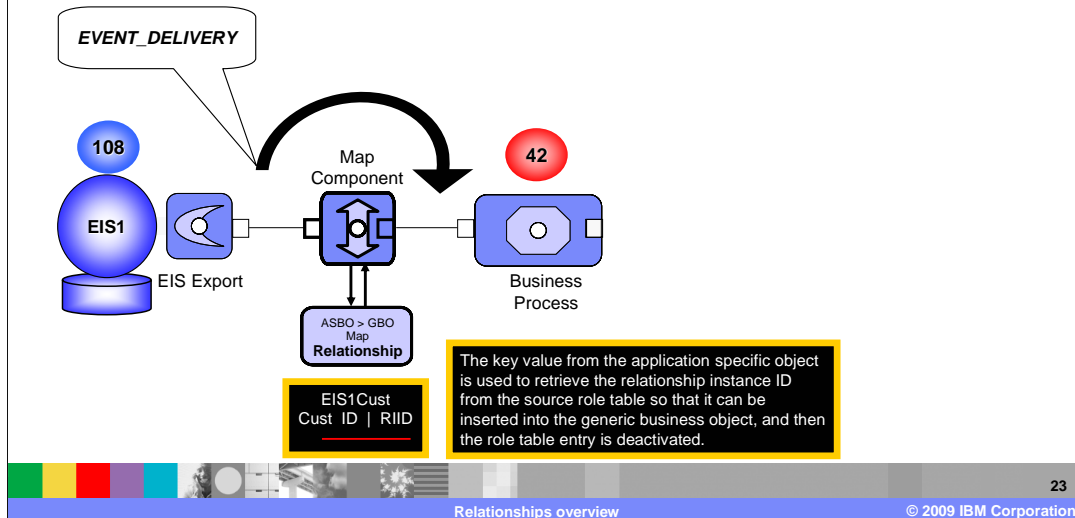 EVENT_DELIVERY
108
EIS1
EIS Export
Map
Component
42
Business
Process
ASBO > GBO
Map
Relationship
EIS1Cust
Cust ID | RIID
The key value from the application specific object
is used to retrieve the relationship instance ID
from the source role table so that it can be
inserted into the generic business object, and then
the role table entry is deactivated.
23
Relationships overview
© 2009 IBM Corporation